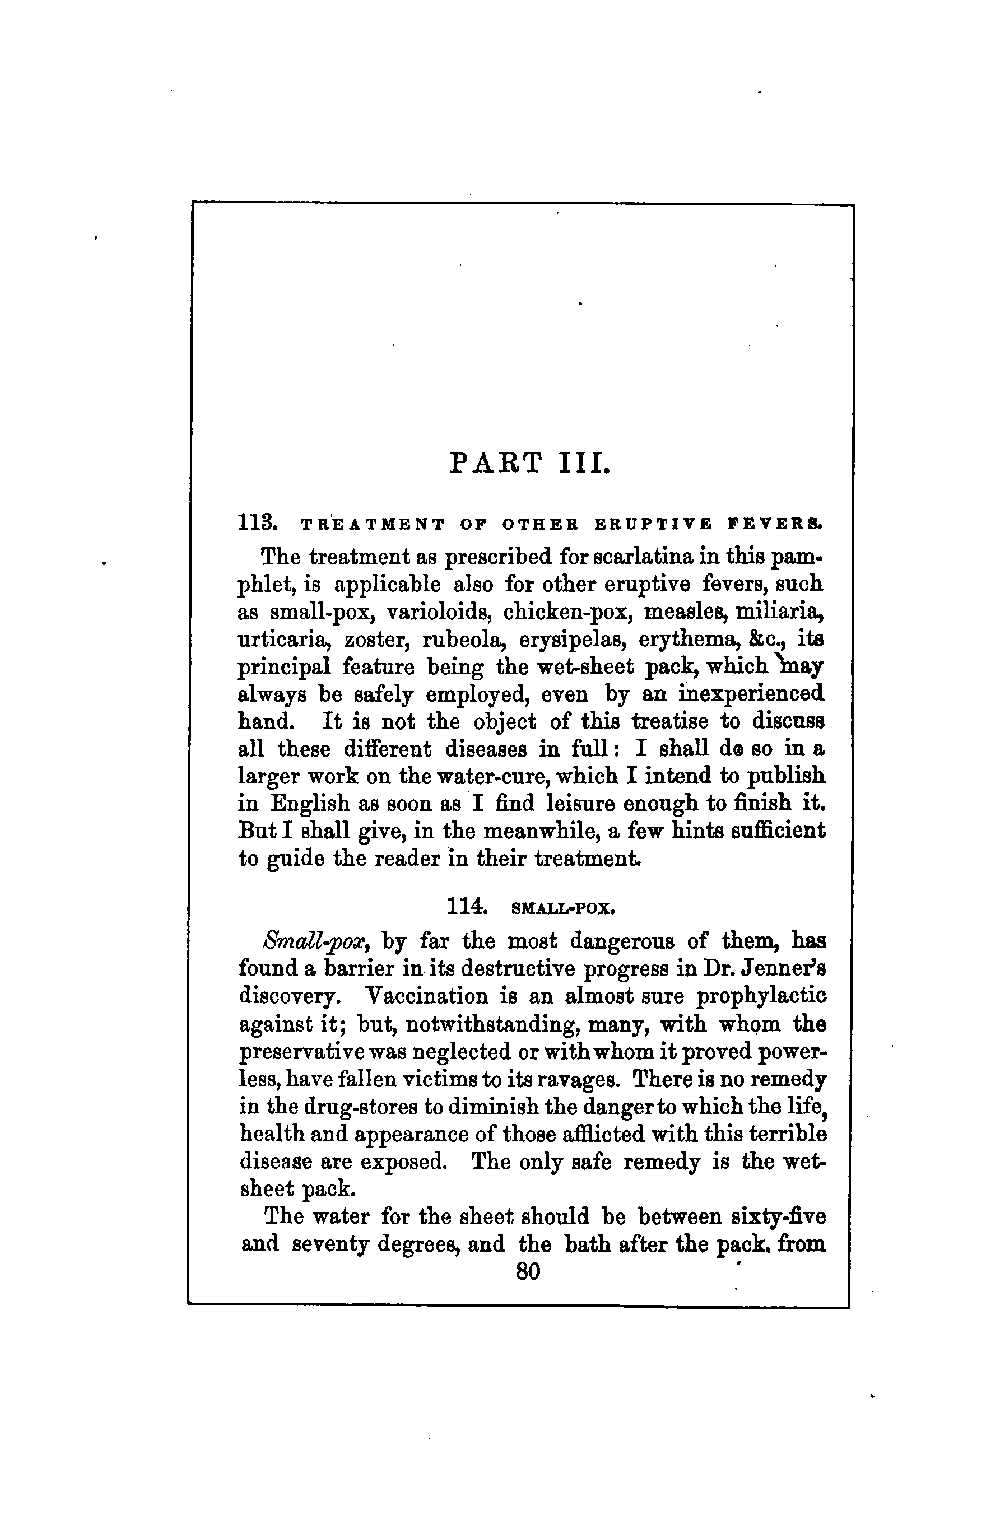 PART III.
113. TREATMENT OF OTHER ERUPTIVE FEVERS.
The treatment as prescribed for scarlatina in this pam-
phlet, is applicable also for other eruptive fevers, such
as small-pox, varioloids, chicken-pox, measles, miliaria,
urticaria, zoster, rubeola, erysipelas, erythema, &c., its
principal feature being the wet-sheet pack, which may
always be safely employed, even by an inexperienced
hand. It is not the object of this treatise to discuss
all these different diseases in full: I shall do so in a
larger work on the water-cure, which I intend to publish
in English as soon as I find leisure enough to finish it.
But I shall give, in the meanwhile, a few hints sufficient
to guide the reader in their treatment.
114. SMALL-POX.
Small-pox, by far the most dangerous of them, has
found a barrier in its destructive progress in Dr. Jenner's
discovery. Vaccination is an almost sure prophylactic
against it; but, notwithstanding, many, with whom the
preservative was neglected or with whom it proved power-
less, have fallen victims to its ravages. There is no remedy
in the drug-stores to diminish the danger to which the life,
health and appearance of those afflicted with this terrible
disease are exposed. The only safe remedy is the wet-
sheet pack.
The water for the sheet should be between sixty-five
and seventy degrees, and the bath after the pack, from
80